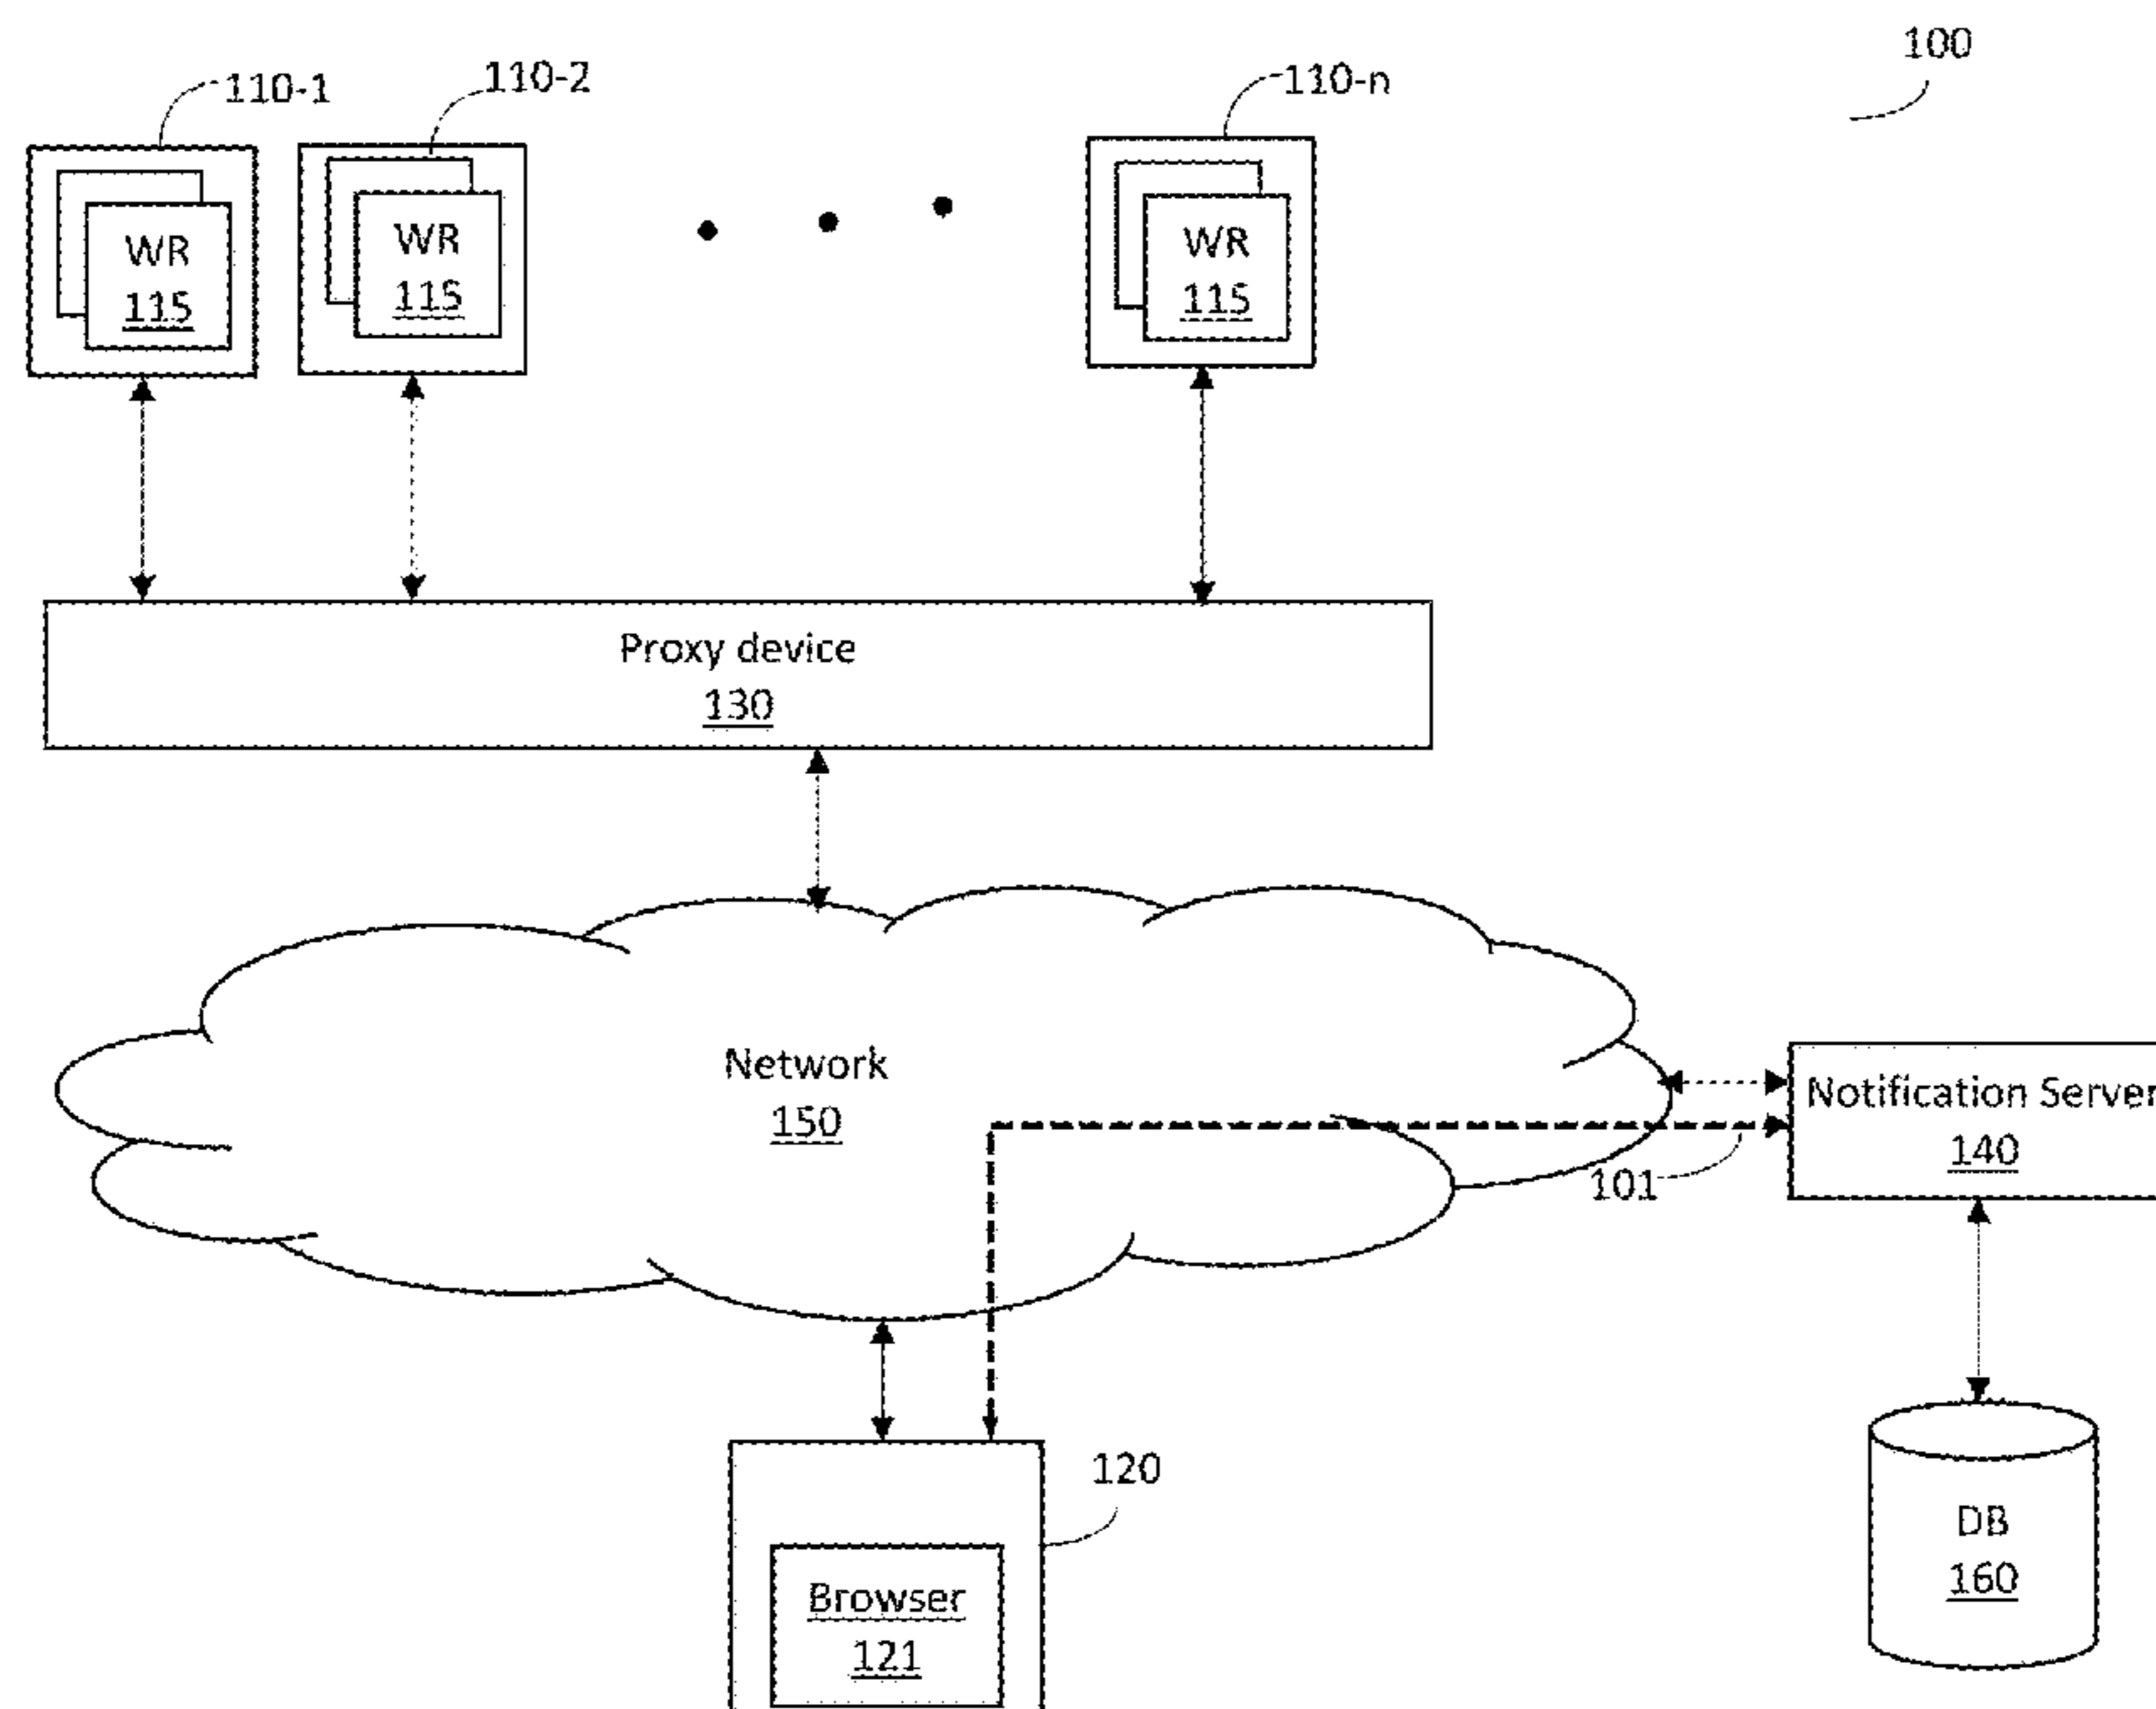 100
110-1
110-2
110-n
WR
115
WR
115
WR
115
Proxy device
130
Network
150
Notification Server
140
101
120
Browser
121
DB
160